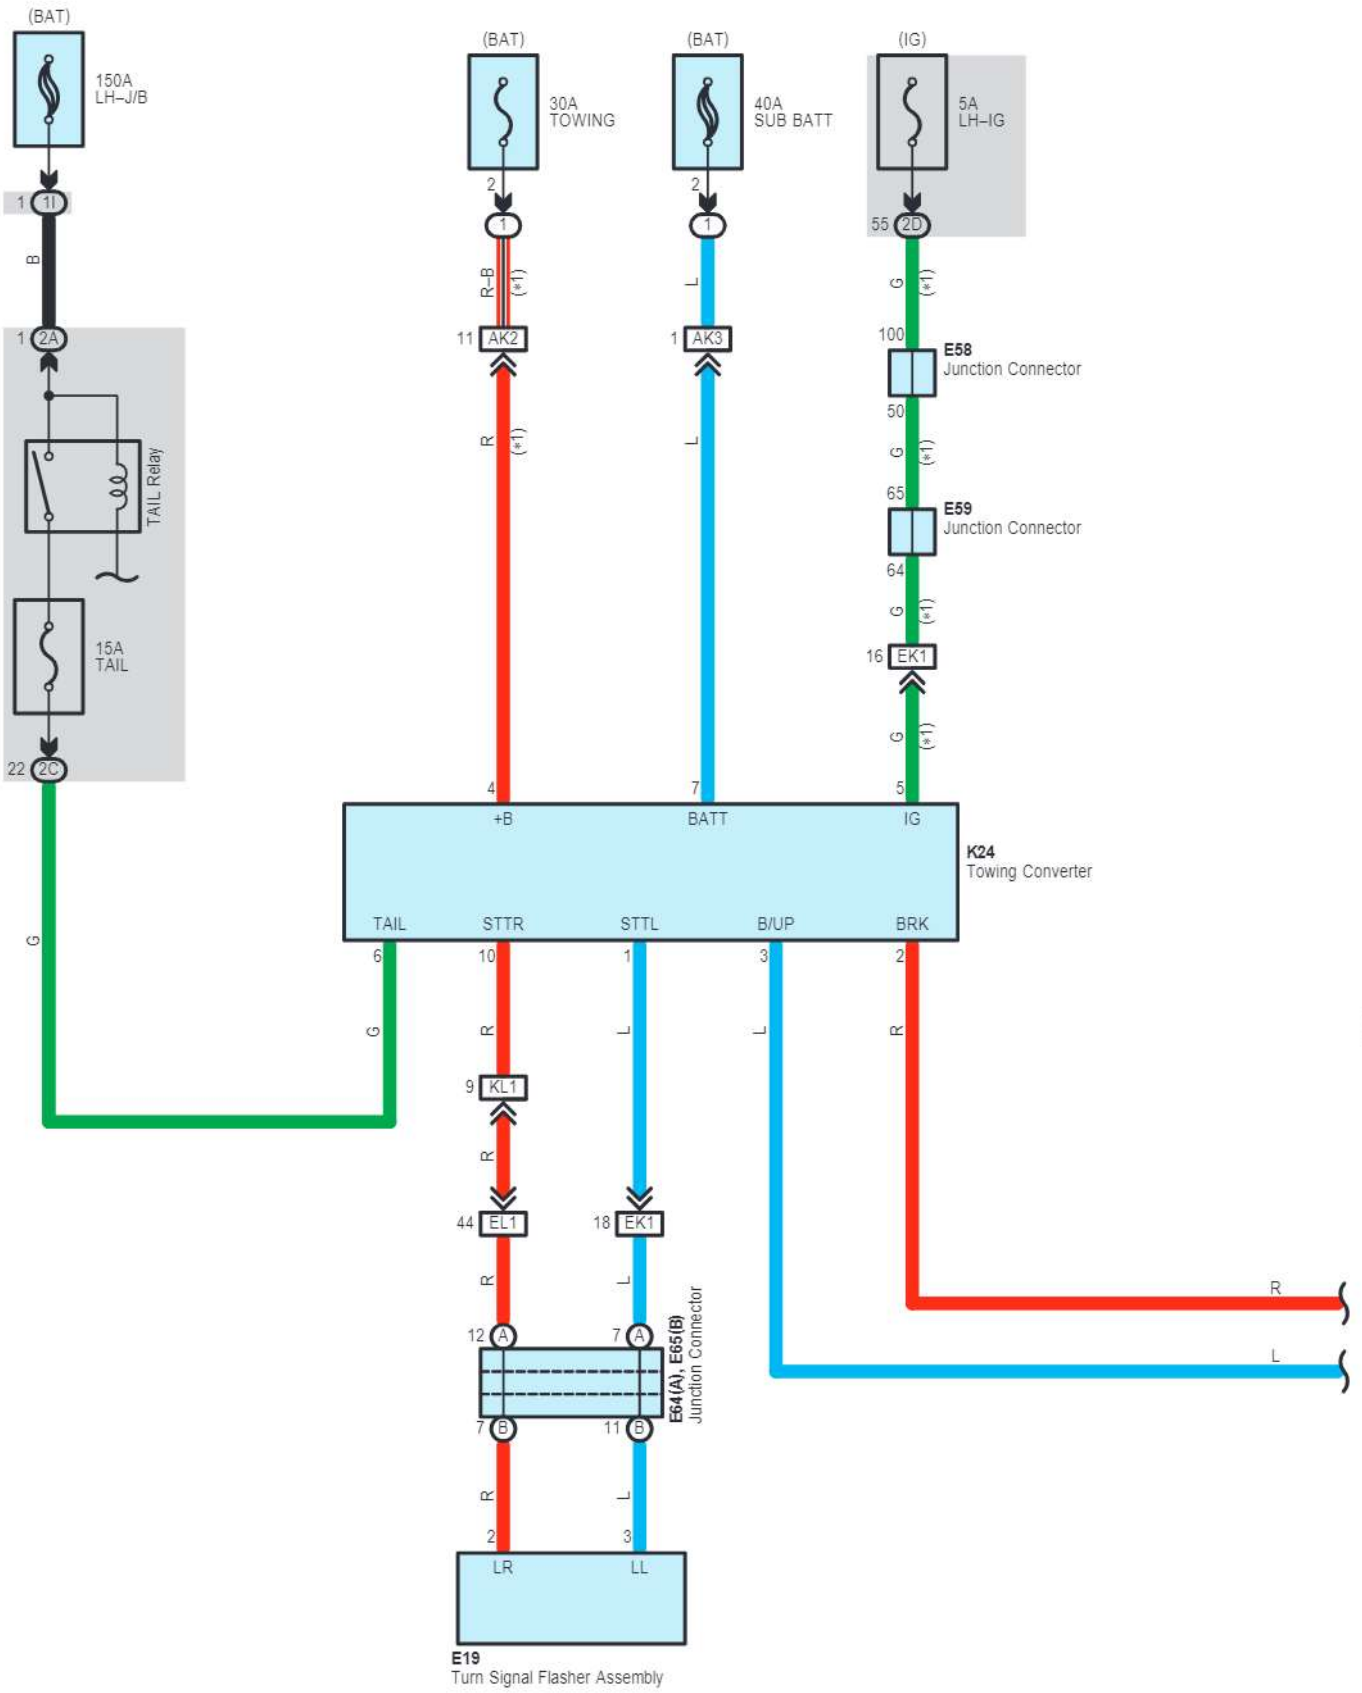 (BAT)
150A
LH–J/B
(BAT)
30A
TOWING
(BAT)
40A
SUB BATT
(IG)
5A
LH–IG
2
2
1 1I
1
1
55 2D
B
R–B
(*1)
L
G
(*1)
1 2A
11 AK2
1 AK3
100
E58
Junction Connector
50
TAIL Relay
R
(*1)
L
G
(*1)
65
E59
Junction Connector
64
G
(*1)
15A
TAIL
16 EK1
G
(*1)
22 2C
4
7
5
+B
BATT
IG
K24
Towing Converter
TAIL
STTR
STTL
B/UP
BRK
6
10
1
3
2
G
G
R
L
L
R
9 KL1
R
44 EL1
18 EK1
R
L
R
L
12 A
7 A
E64(A), E65(B)
Junction Connector
7 B
11 B
R
L
2
3
LR
LL
E19
Turn Signal Flasher Assembly